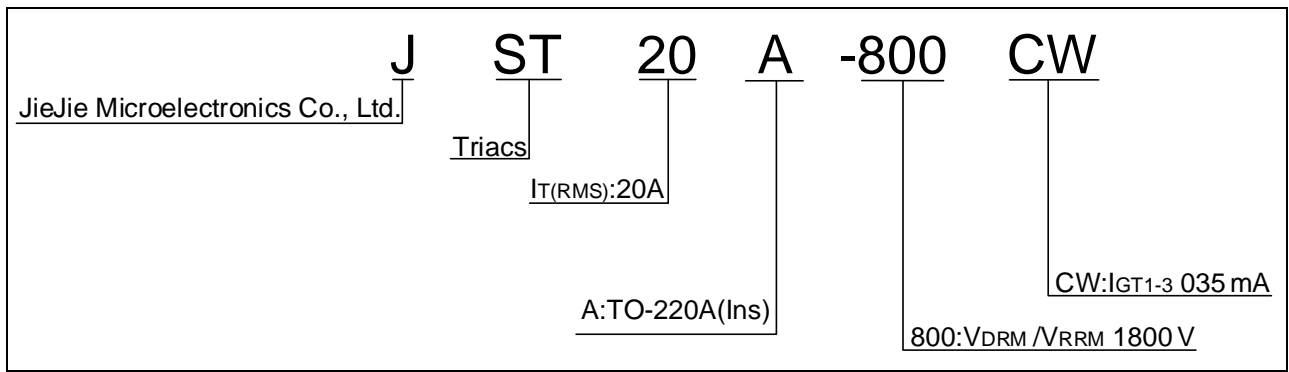 J ST 20 A -800 CW
JieJie Microelectronics Co., Ltd.
Triacs
IT(RMS):20A
CW:IGT1-3 035 mA
A:TO-220A(Ins)
800:VDRM /VRRM 1800 V